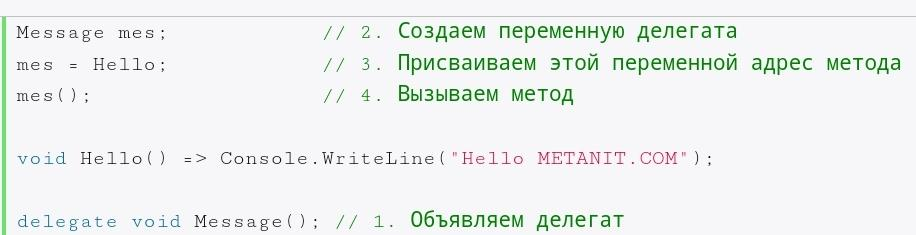 Message mes;            // 2. Создаем переменную делегата
mes = Hello;            // 3. Присваиваем этой переменной адрес метода
mes();                  // 4. Вызываем метод
void Hello() => Console.WriteLine("Hello METANIT.COM");
delegate void Message(); // 1. Объявляем делегат